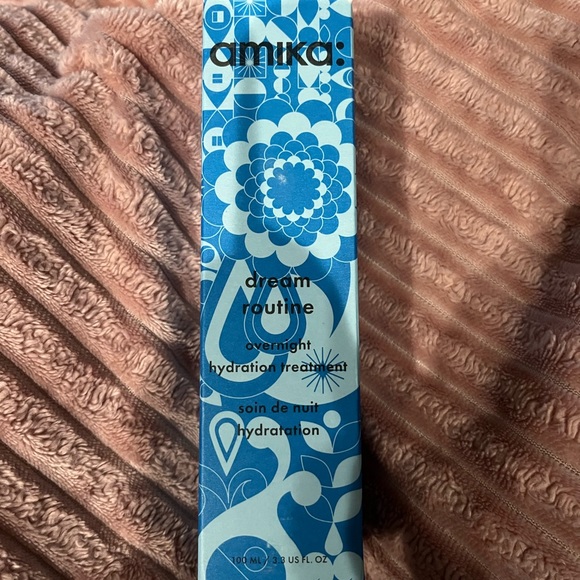 amika:
dream
routine
overnight
hydration treatment
soin de nuit
hydratation
100 ML / 3.3 US FL. OZ